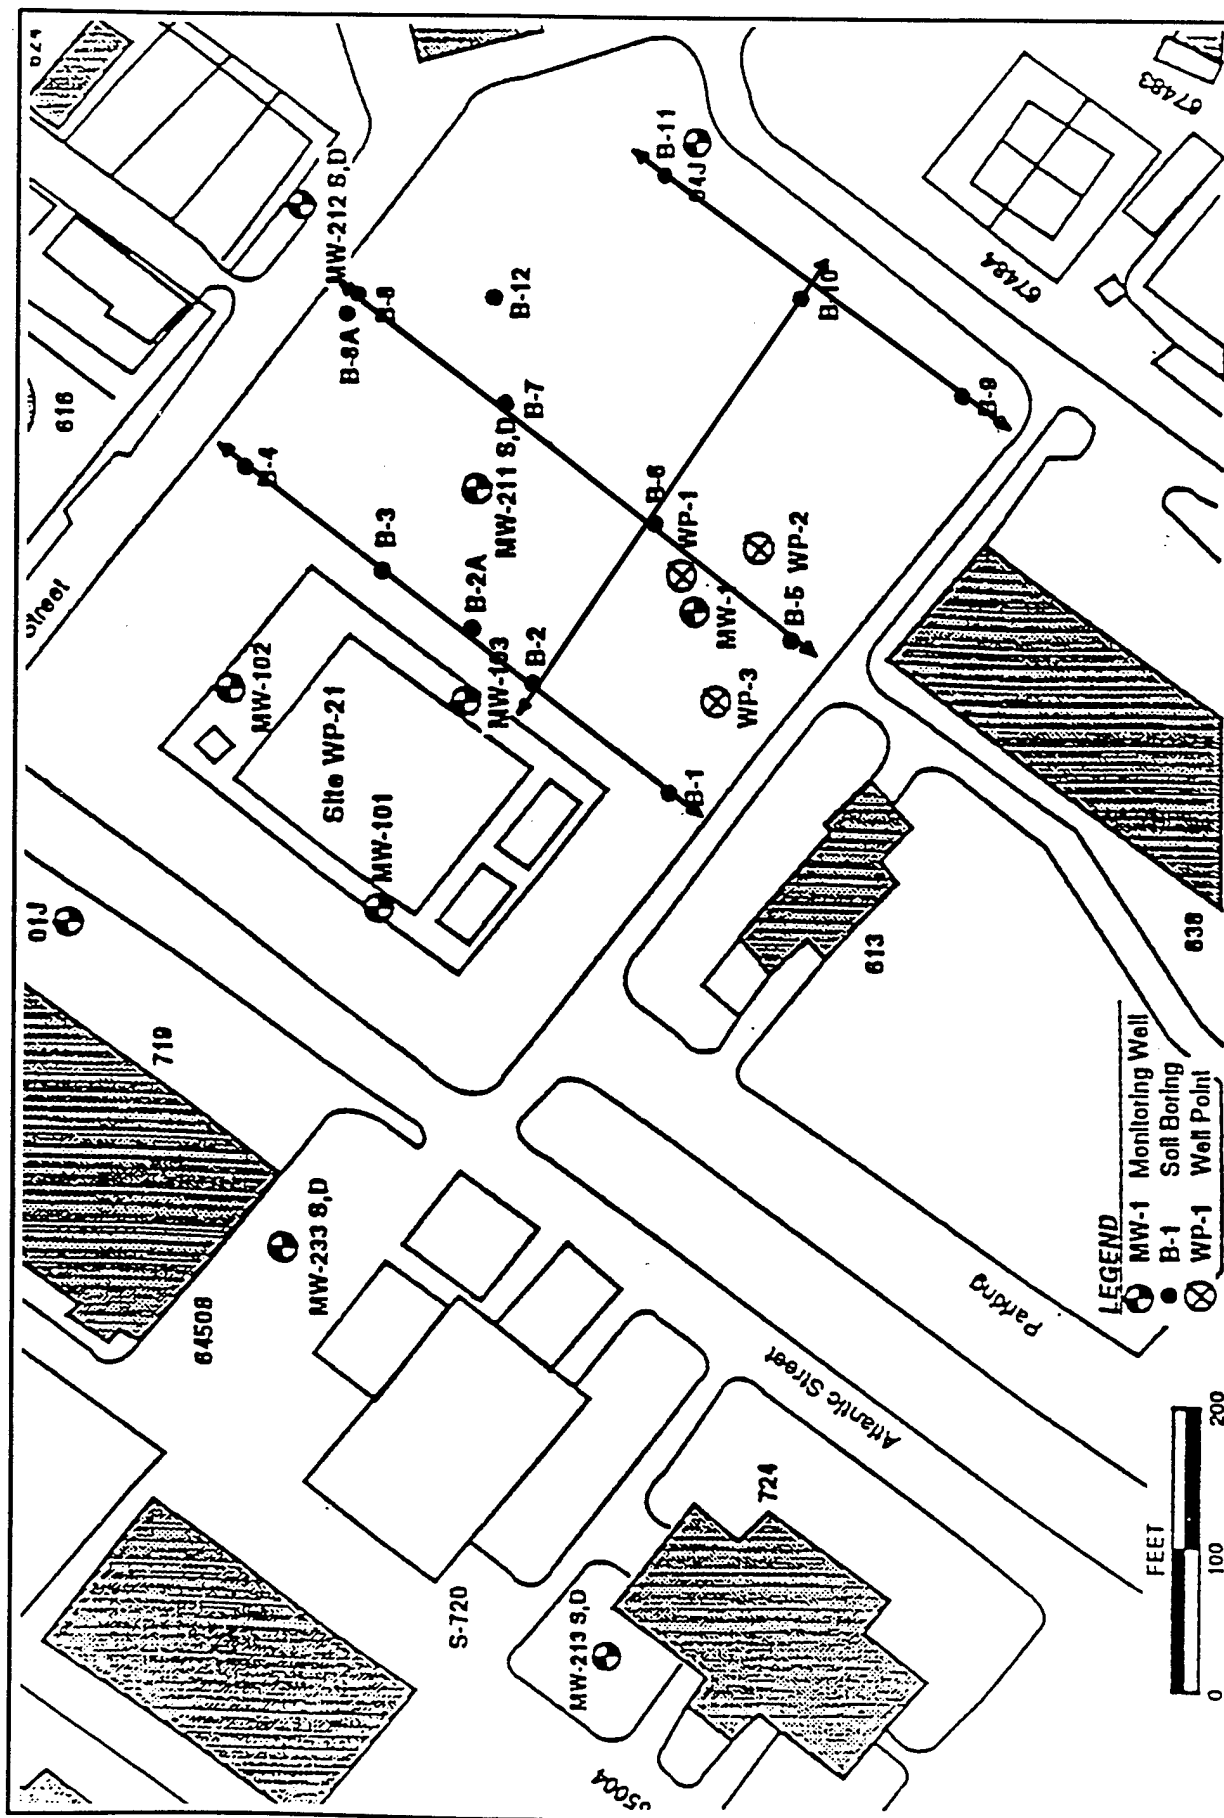 01J
719
Street
616
MW-102
Site WP-21
MW-101
MW-103
B-4
B-3
B-2A
B-2
B-1
MW-212 S,D
B-8A
B-8
B-12
B-7
MW-211 S,D
B-6
WP-1
MW-1
B-5
WP-2
WP-3
B-11
04J
B-10
B-9
67483
67484
64508
MW-233 S,D
S-720
MW-213 S,D
724
Atlantic Street
Parking
613
638
FEET
0 100 200
LEGEND
MW-1 Monitoring Well
B-1 Soil Boring
WP-1 Well Point